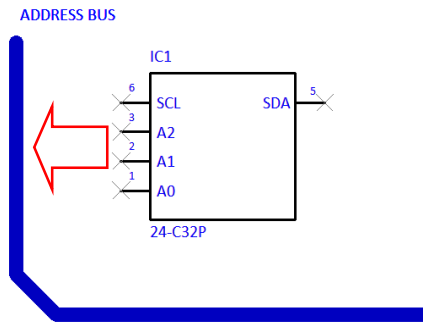 ADDRESS BUS
IC1
6
SCL
SDA
5
3
A2
2
A1
1
A0
24-C32P